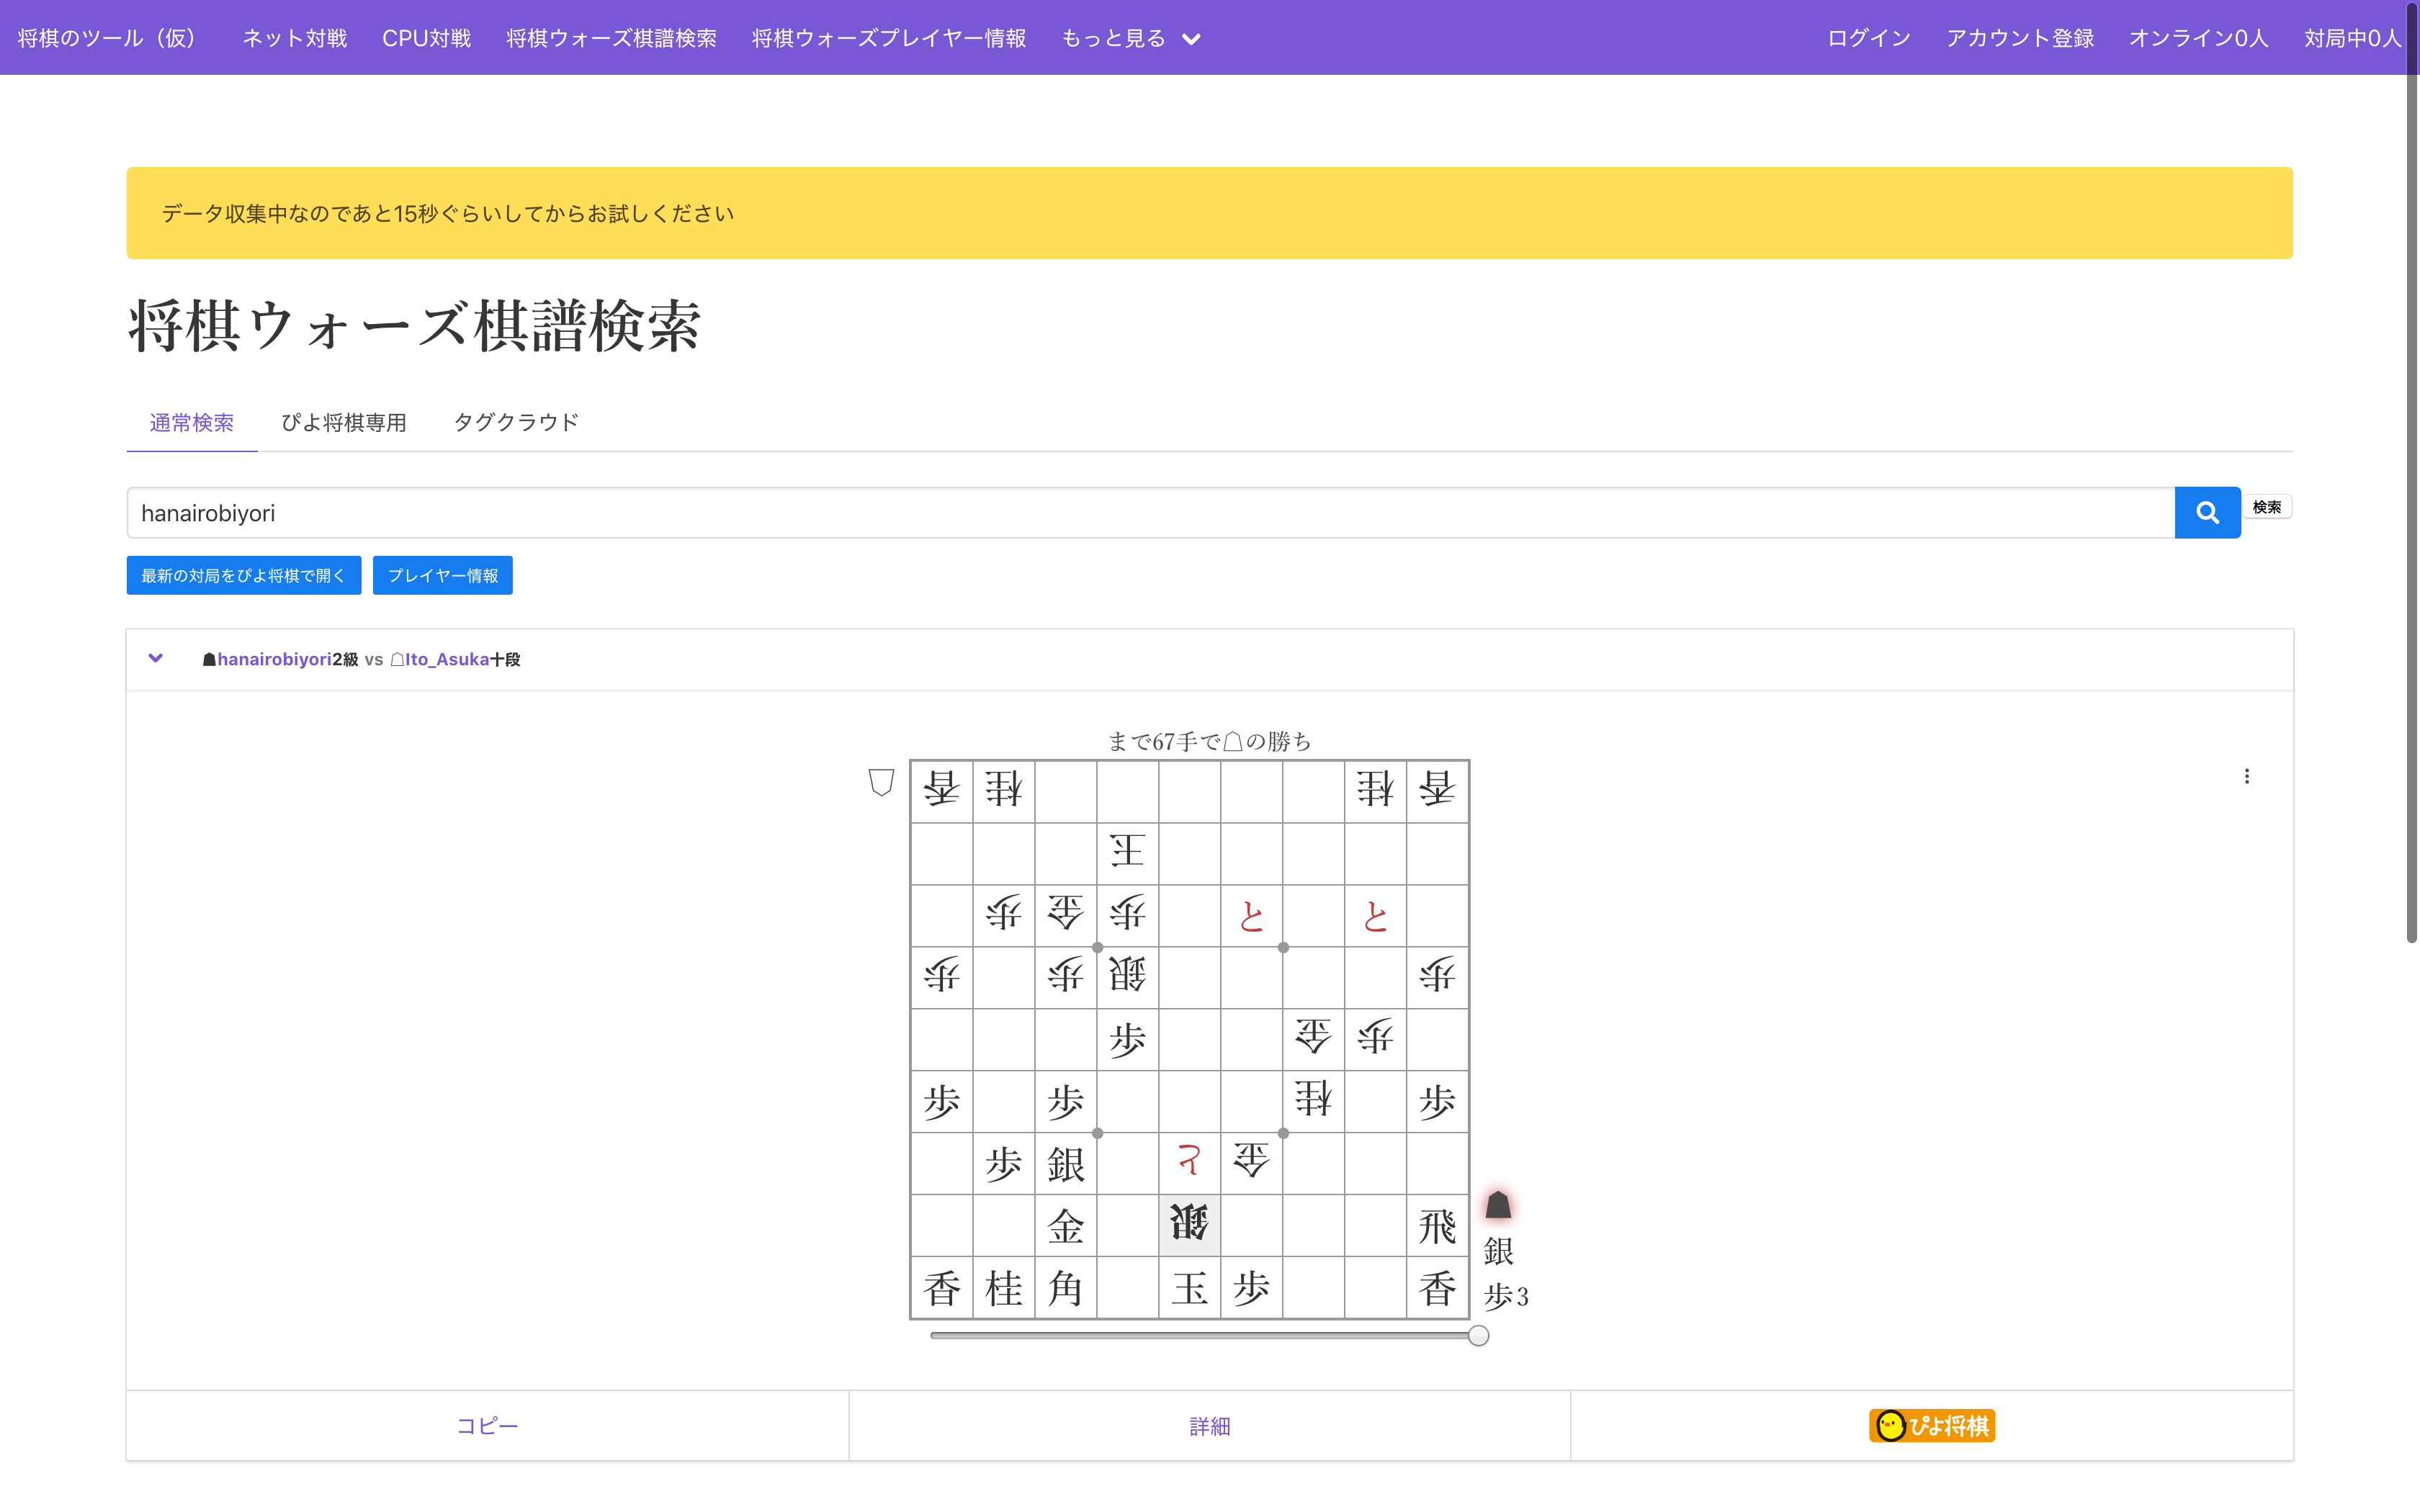 将棋のツール（仮） ネット対戦 CPU対戦 将棋ウォーズ棋譜検索 将棋ウォーズプレイヤー情報 もっと見る ログイン アカウント登録 オンライン0人 対局中0人
データ収集中なのであと15秒ぐらいしてからお試しください
将棋ウォーズ棋譜検索
通常検索 ぴよ将棋専用 タグクラウド
hanairobiyori 検索
最新の対局をぴよ将棋で開く プレイヤー情報
☗hanairobiyori2級 vs ☖Ito_Asuka十段
まで67手で☖の勝ち
香 桂 桂 香
王
歩 金 歩 と と
歩 歩 銀 歩
歩 金 歩
歩 歩 桂 歩
歩 銀 と 金
金 銀 飛
香 桂 角 玉 歩 香
銀
歩3
コピー 詳細 ぴよ将棋